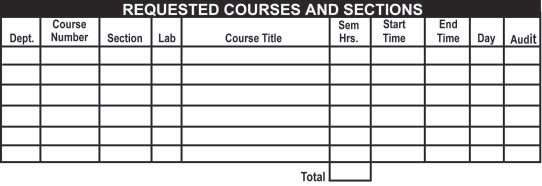 REQUESTED COURSES AND SECTIONS
Dept. Course Number Section Lab Course Title Sem Hrs. Start Time End Time Day Audit
Total